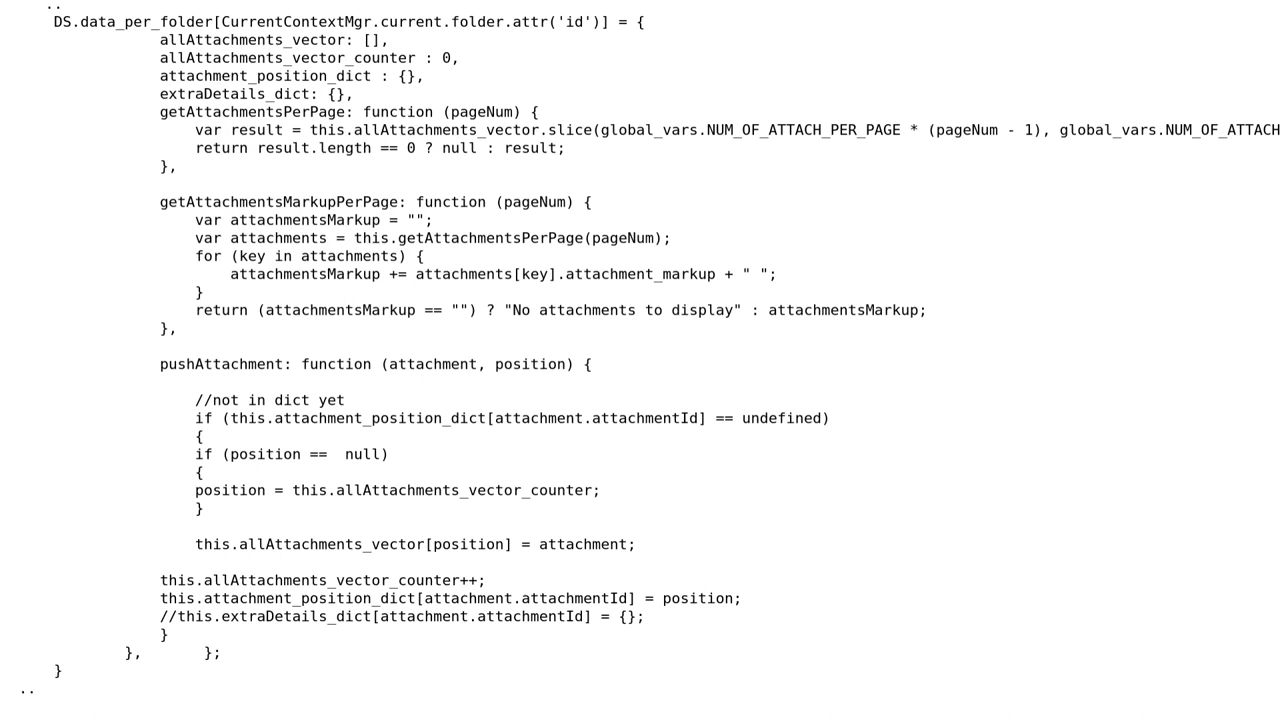 ..
DS.data_per_folder[CurrentContextMgr.current.folder.attr('id')] = {
allAttachments_vector: [],
allAttachments_vector_counter : 0,
attachment_position_dict : {},
extraDetails_dict: {},
getAttachmentsPerPage: function (pageNum) {
var result = this.allAttachments_vector.slice(global_vars.NUM_OF_ATTACH_PER_PAGE * (pageNum - 1), global_vars.NUM_OF_ATTACH
return result.length == 0 ? null : result;
},
getAttachmentsMarkupPerPage: function (pageNum) {
var attachmentsMarkup = "";
var attachments = this.getAttachmentsPerPage(pageNum);
for (key in attachments) {
attachmentsMarkup += attachments[key].attachment_markup + " ";
}
return (attachmentsMarkup == "") ? "No attachments to display" : attachmentsMarkup;
},
pushAttachment: function (attachment, position) {
//not in dict yet
if (this.attachment_position_dict[attachment.attachmentId] == undefined)
{
if (position ==  null)
{
position = this.allAttachments_vector_counter;
}
this.allAttachments_vector[position] = attachment;
this.allAttachments_vector_counter++;
this.attachment_position_dict[attachment.attachmentId] = position;
//this.extraDetails_dict[attachment.attachmentId] = {};
}
},       };
}
..